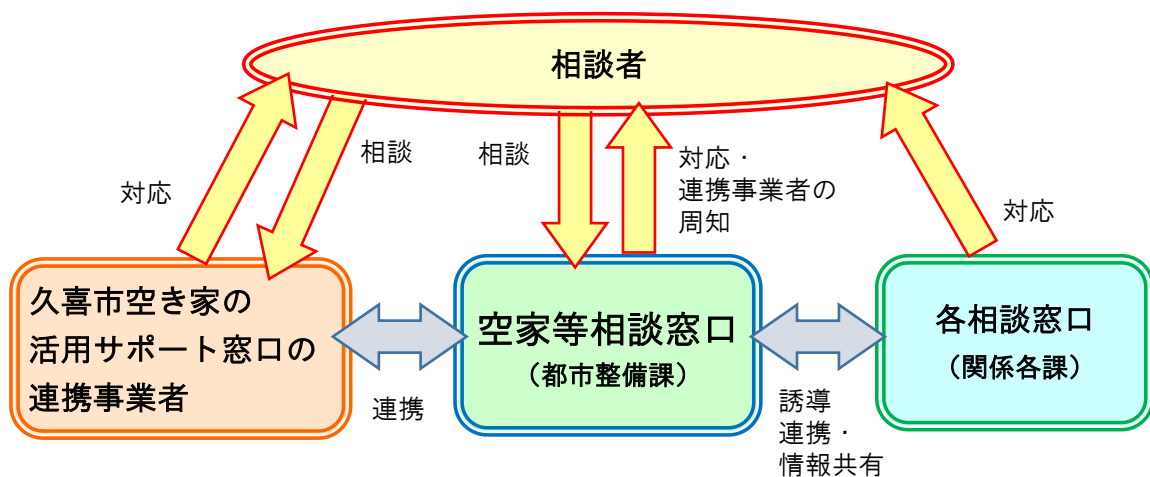 相談者
対応
相談
相談
対応・
連携事業者の
周知
対応
久喜市空き家の
活用サポート窓口の
連携事業者
連携
空家等相談窓口
（都市整備課）
誘導
連携・
情報共有
各相談窓口
（関係各課）